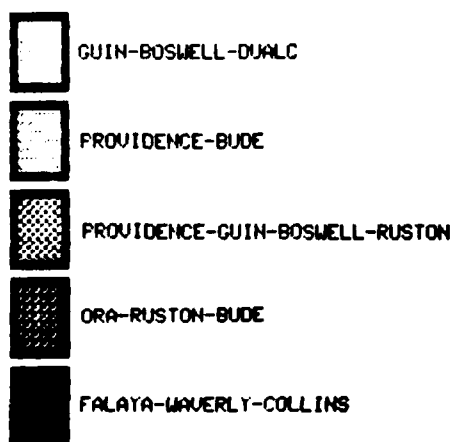 GUIN-BOSWELL-DUALC
PROVIDENCE-BUDE
PROVIDENCE-GUIN-BOSWELL-RUSTON
ORA-RUSTON-BUDE
FALAYA-WAVERLY-COLLINS